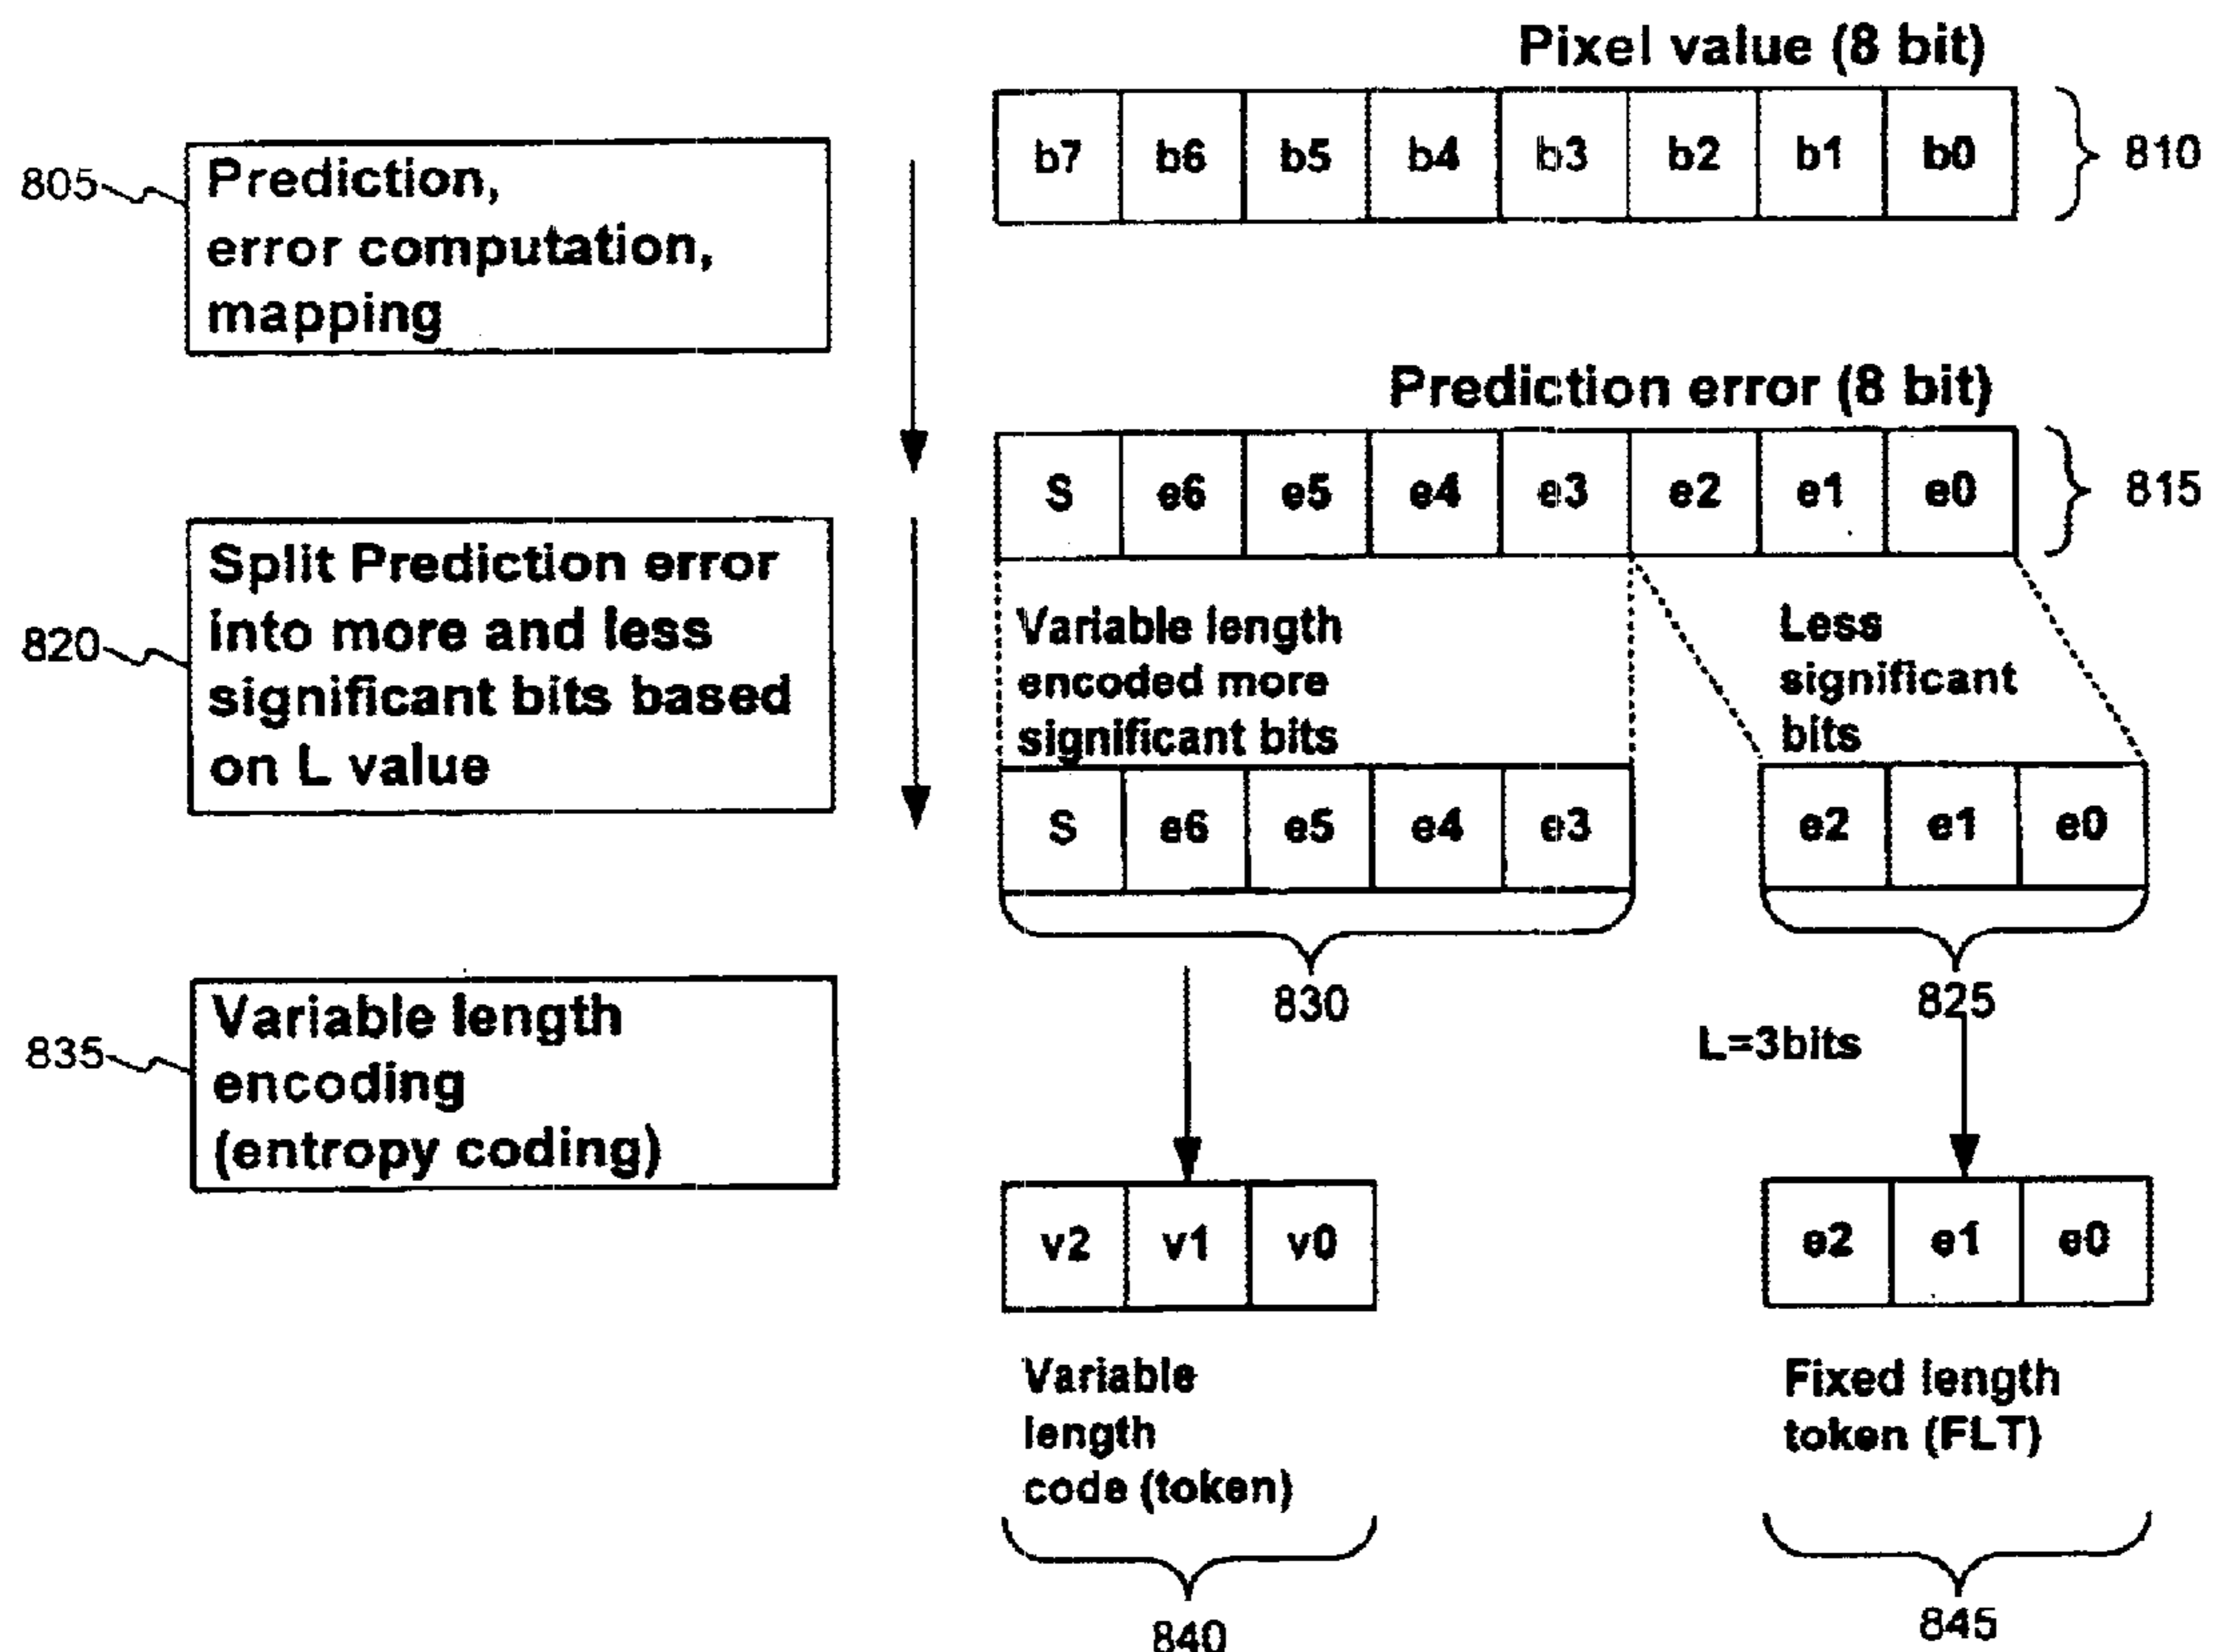 Pixel value (8 bit)
b7 b6 b5 b4 b3 b2 b1 b0
810
805
Prediction,
error computation,
mapping
Prediction error (8 bit)
S e6 e5 e4 e3 e2 e1 e0
815
820
Split Prediction error
into more and less
significant bits based
on L value
Variable length
encoded more
significant bits
Less
significant
bits
S e6 e5 e4 e3
e2 e1 e0
830
825
L=3bits
835
Variable length
encoding
(entropy coding)
v2 v1 v0
e2 e1 e0
Variable
length
code (token)
Fixed length
token (FLT)
840
845